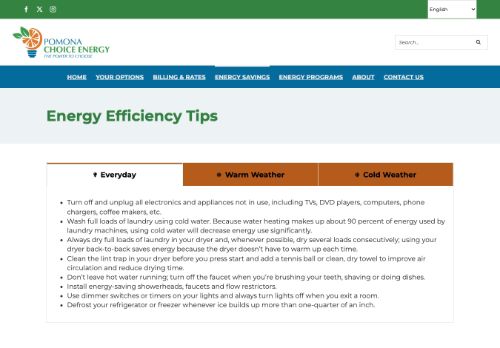 English
POMONA
CHOICE ENERGY
THE POWER TO CHOOSE
Search...
HOME YOUR OPTIONS BILLING & RATES ENERGY SAVINGS ENERGY PROGRAMS ABOUT CONTACT US
Energy Efficiency Tips
Everyday Warm Weather Cold Weather
Turn off and unplug all electronics and appliances not in use, including TVs, DVD players, computers, phone
chargers, coffee makers, etc.
Wash full loads of laundry using cold water. Because water heating makes up about 90 percent of energy used by
laundry machines, using cold water will decrease energy use significantly.
Always dry full loads of laundry in your dryer and, whenever possible, dry several loads consecutively; using your
dryer back-to-back saves energy because the dryer doesn't have to warm up each time.
Clean the lint trap in your dryer before you press start and add a tennis ball or clean, dry towel to improve air
circulation and reduce drying time.
Don't leave hot water running; turn off the faucet when you're brushing your teeth, shaving or doing dishes.
Install energy-saving showerheads, faucets and flow restrictors.
Use dimmer switches or timers on your lights and always turn lights off when you exit a room.
Defrost your refrigerator or freezer whenever ice builds up more than one-quarter of an inch.